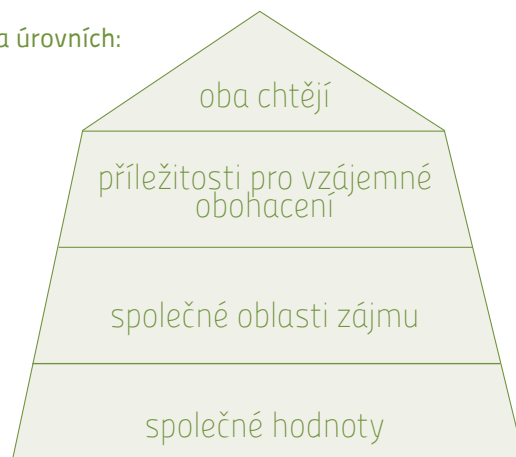 a úrovních:
oba chtějí
příležitosti pro vzájemné
obohacení
společné oblasti zájmu
společné hodnoty